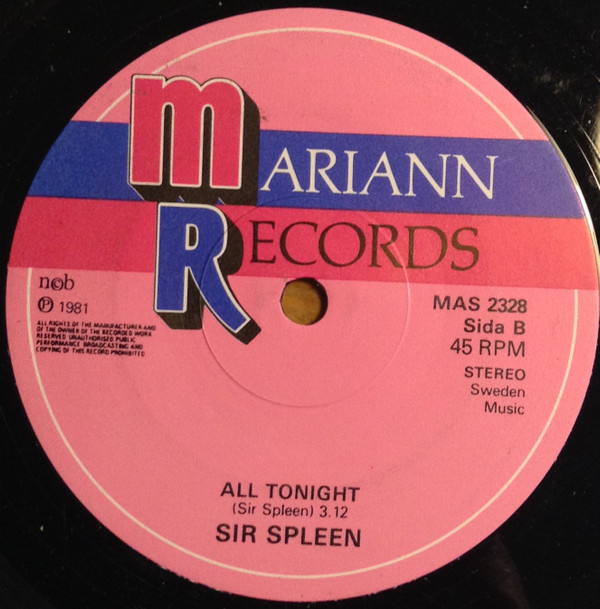 MARIANN
RECORDS
n©b
℗ 1981
ALL RIGHTS OF THE MANUFACTURER AND
OF THE OWNER OF THE RECORDED WORK
RESERVED UNAUTHORISED PUBLIC
PERFORMANCE BROADCASTING AND
COPYING OF THIS RECORD PROHIBITED
MAS 2328
Sida B
45 RPM
STEREO
Sweden
Music
ALL TONIGHT
(Sir Spleen) 3.12
SIR SPLEEN